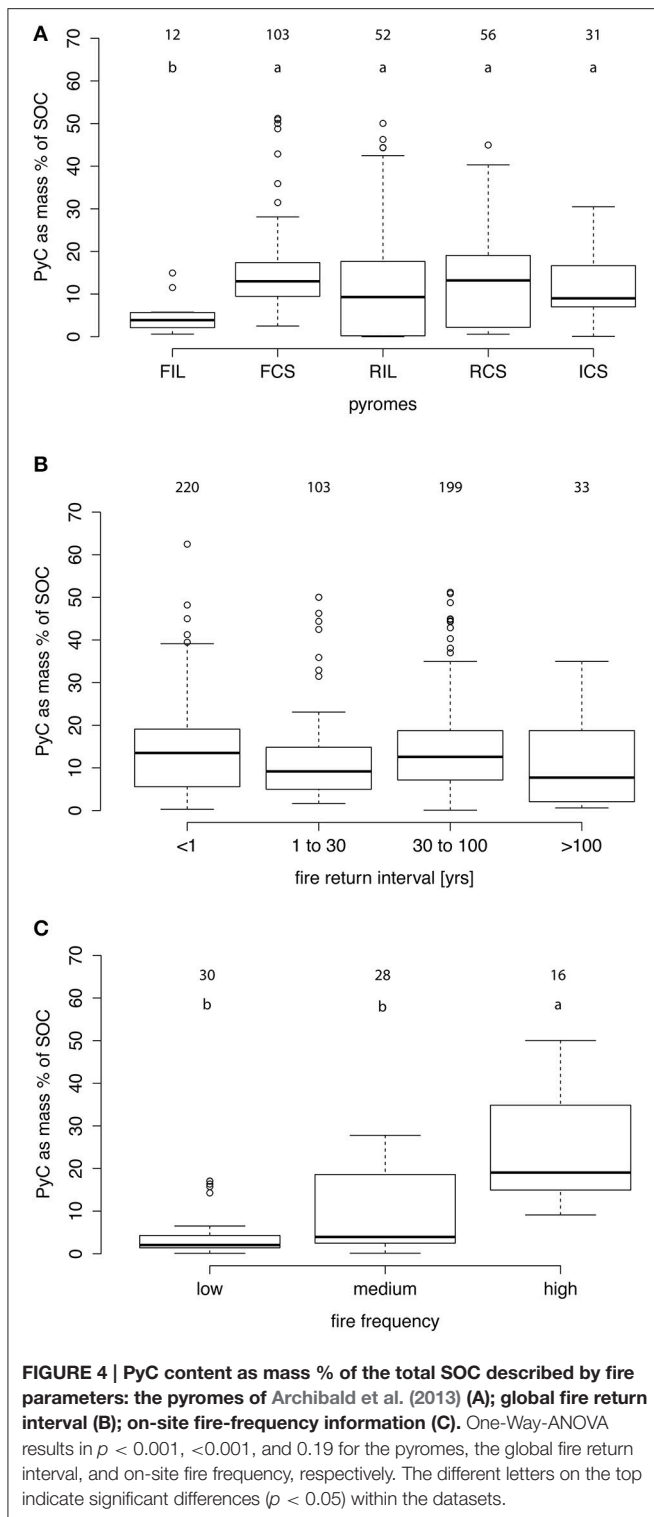 A
12 103 52 56 31
b a a a a
70
60
50
40
30
20
10
0
PyC as mass % of SOC
FIL FCS RIL RCS ICS
pyromes
B
220 103 199 33
70
60
50
40
30
20
10
0
PyC as mass % of SOC
<1 1 to 30 30 to 100 >100
fire return interval [yrs]
C
30 28 16
b b a
70
60
50
40
30
20
10
0
PyC as mass % of SOC
low medium high
fire frequency
FIGURE 4 | PyC content as mass % of the total SOC described by fire
parameters: the pyromes of Archibald et al. (2013) (A); global fire return
interval (B); on-site fire-frequency information (C). One-Way-ANOVA
results in p < 0.001, <0.001, and 0.19 for the pyromes, the global fire return
interval, and on-site fire frequency, respectively. The different letters on the top
indicate significant differences (p < 0.05) within the datasets.